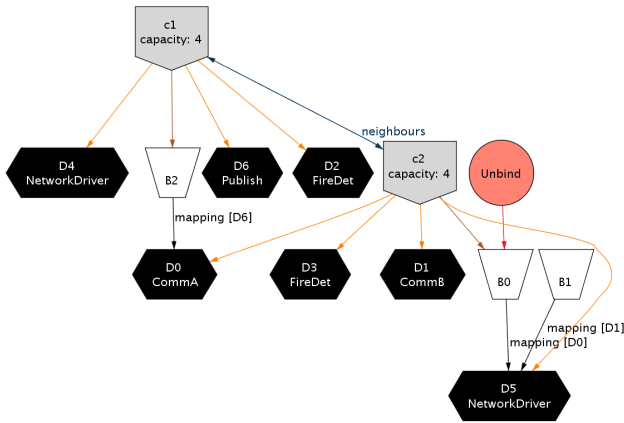 c1
capacity: 4
neighbours
D4
NetworkDriver
B2
D6
Publish
D2
FireDet
c2
capacity: 4
Unbind
mapping [D6]
D0
CommA
D3
FireDet
D1
CommB
B0
B1
mapping [D1]
mapping [D0]
D5
NetworkDriver